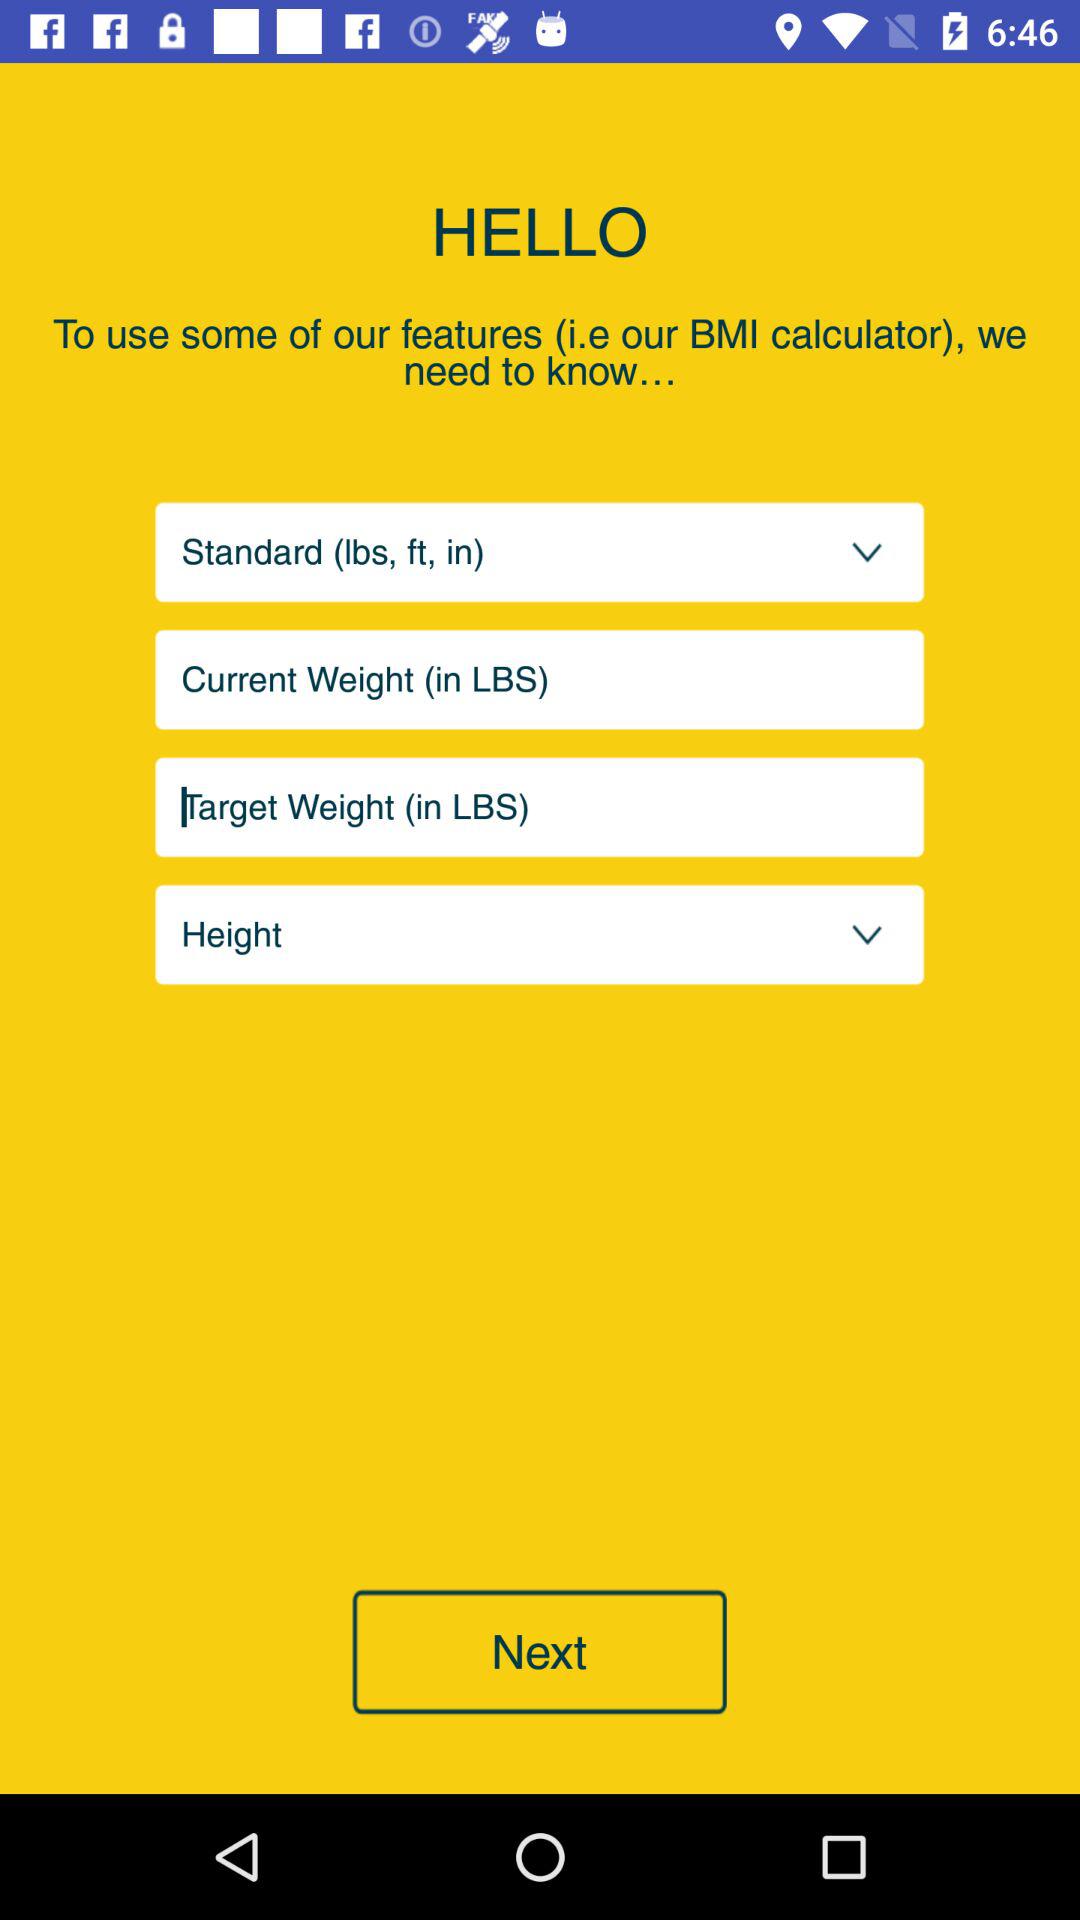 FAKE
6:46
HELLO
To use some of our features (i.e our BMI calculator), we
need to know...
Standard (lbs, ft, in)
Current Weight (in LBS)
Target Weight (in LBS)
Height
Next